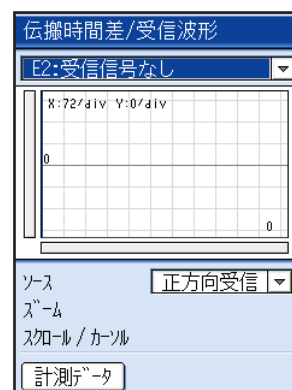 伝搬時間差/受信波形
E2:受信信号なし
X:72/div Y:0/div
0
0
ソース 正方向受信
ズーム
スクロール / カーソル
計測データ